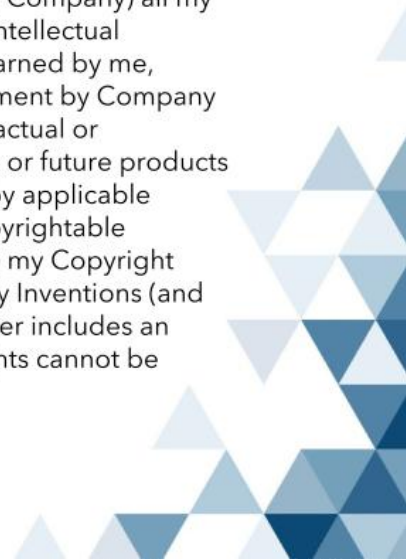 Company) all my
ntellectual
arned by me,
ment by Company
actual or
or future products
by applicable
pyrightable
my Copyright
y Inventions (and
er includes an
nts cannot be